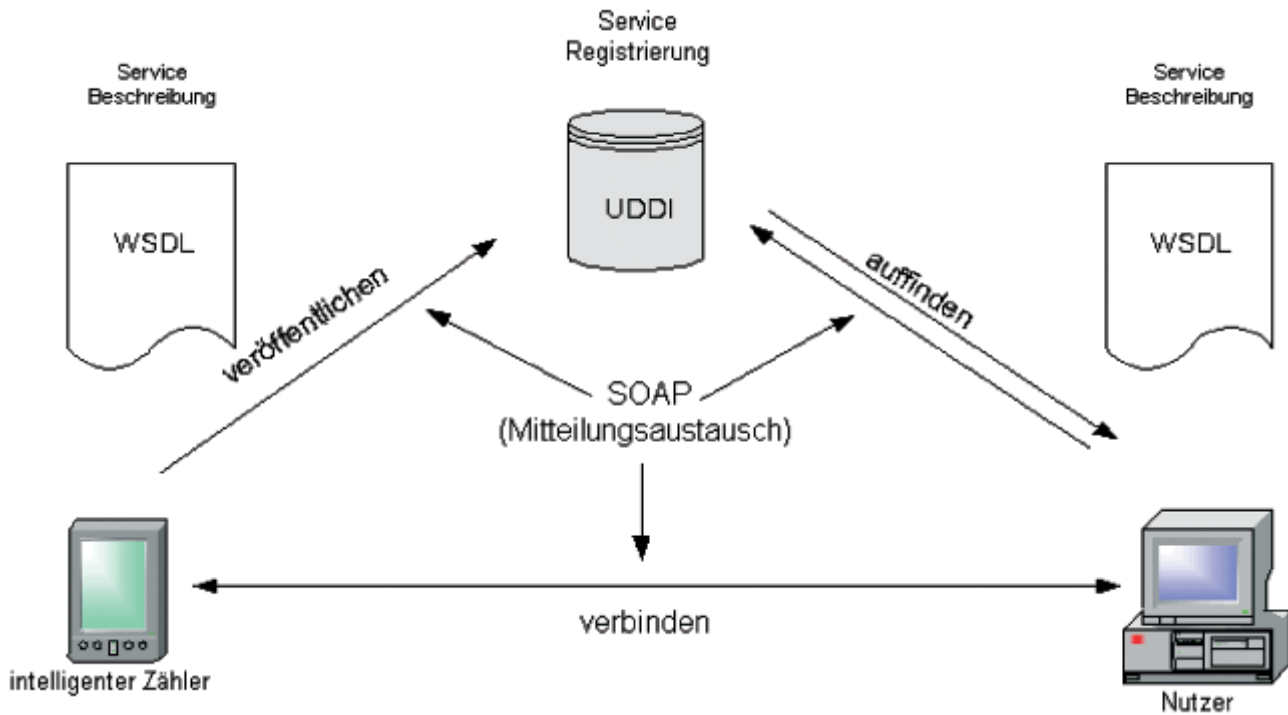 Service
Registrierung
Service
Beschreibung
Service
Beschreibung
WSDL
UDDI
WSDL
veröffentlichen
auffinden
SOAP
(Mitteilungsaustausch)
verbinden
intelligenter Zähler
Nutzer